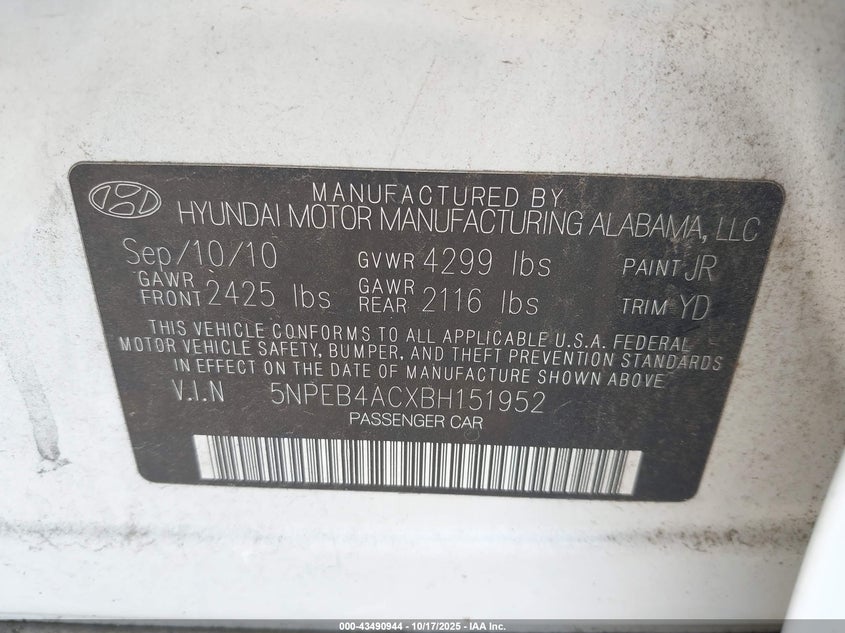 MANUFACTURED BY
HYUNDAI MOTOR MANUFACTURING ALABAMA, LLC
Sep/10/10 GVWR 4299 lbs PAINT JR
GAWR FRONT 2425 lbs GAWR REAR 2116 lbs TRIM YD
THIS VEHICLE CONFORMS TO ALL APPLICABLE U.S.A. FEDERAL
MOTOR VEHICLE SAFETY, BUMPER, AND THEFT PREVENTION STANDARDS
IN EFFECT ON THE DATE OF MANUFACTURE SHOWN ABOVE.
V.I.N 5NPEB4ACXBH151952
PASSENGER CAR
000-43490944 - 10/17/2025 - IAA Inc.